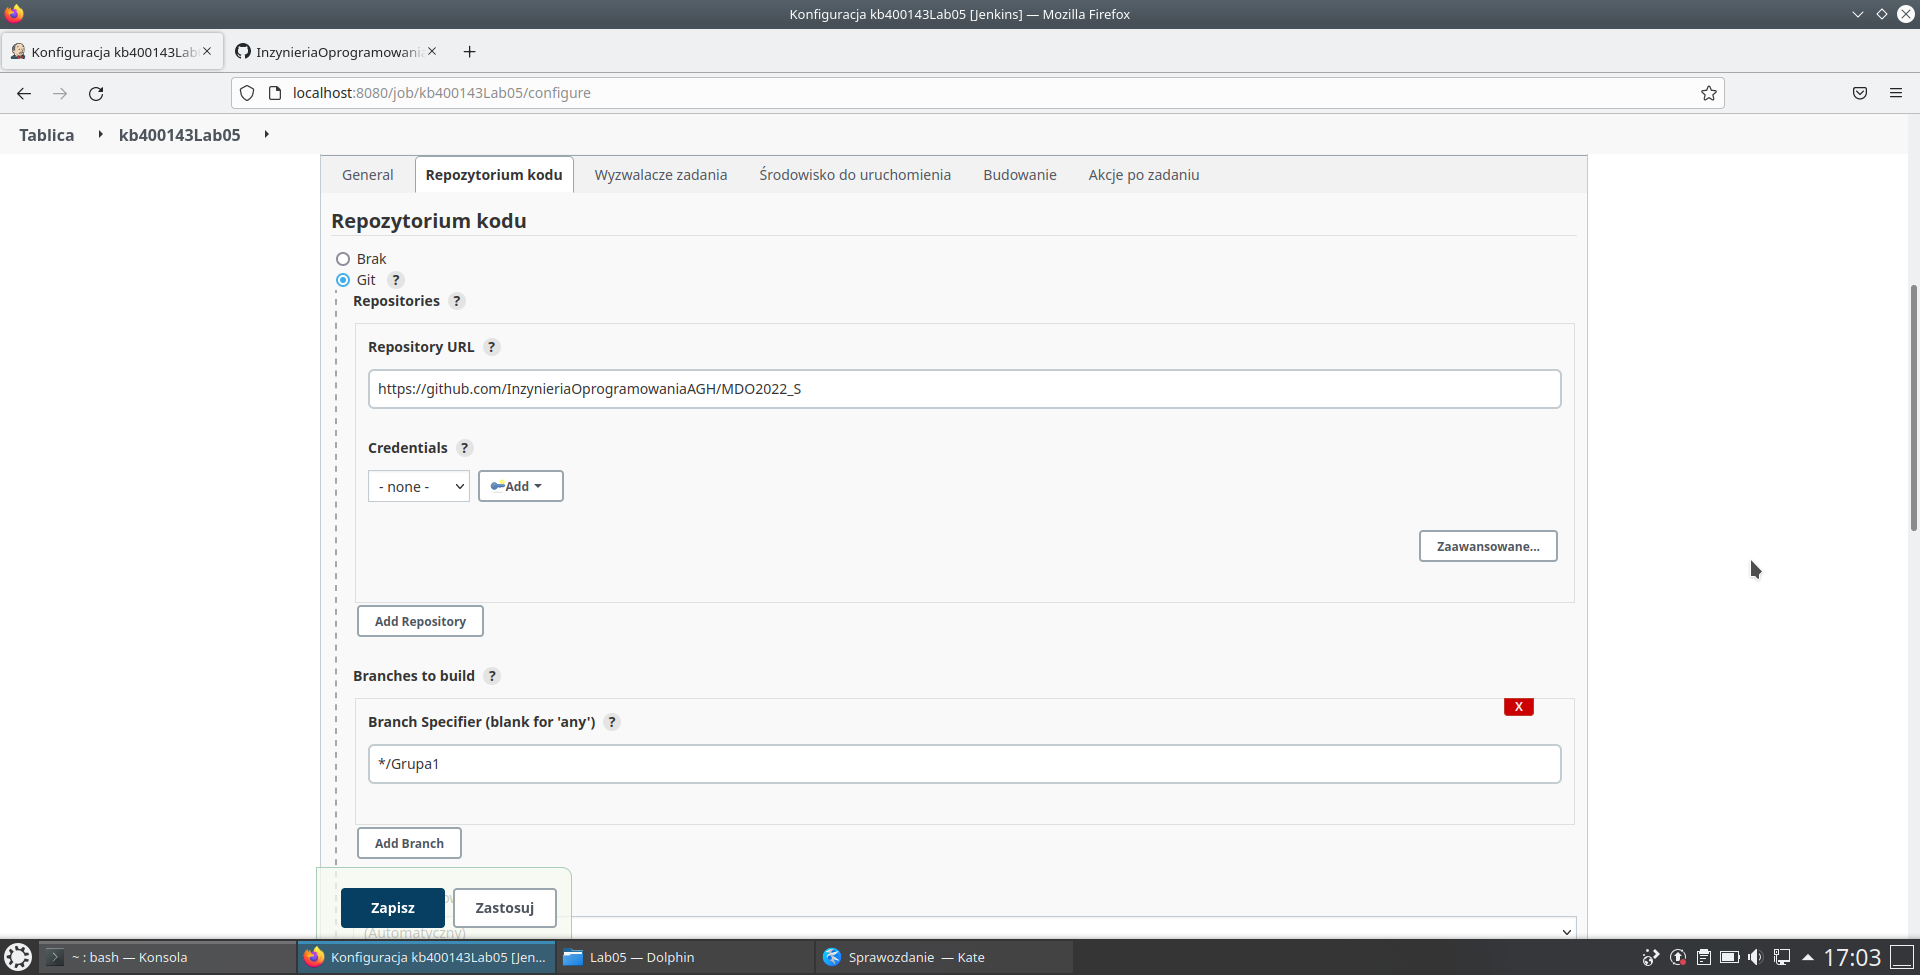 Konfiguracja kb400143Lab05 [Jenkins] — Mozilla Firefox
Konfiguracja kb400143Lab
InzynieriaOprogramowani
localhost:8080/job/kb400143Lab05/configure
Tablica
kb400143Lab05
General
Repozytorium kodu
Wyzwalacze zadania
Środowisko do uruchomienia
Budowanie
Akcje po zadaniu
Repozytorium kodu
Brak
Git ?
Repositories ?
Repository URL ?
https://github.com/InzynieriaOprogramowaniaAGH/MDO2022_S
Credentials ?
- none -
Add
Zaawansowane...
Add Repository
Branches to build ?
X
Branch Specifier (blank for 'any') ?
*/Grupa1
Add Branch
Zapisz
Zastosuj
(Automatyczny)
~ : bash — Konsola
Konfiguracja kb400143Lab05 [Jen...
Lab05 — Dolphin
Sprawozdanie — Kate
17:03